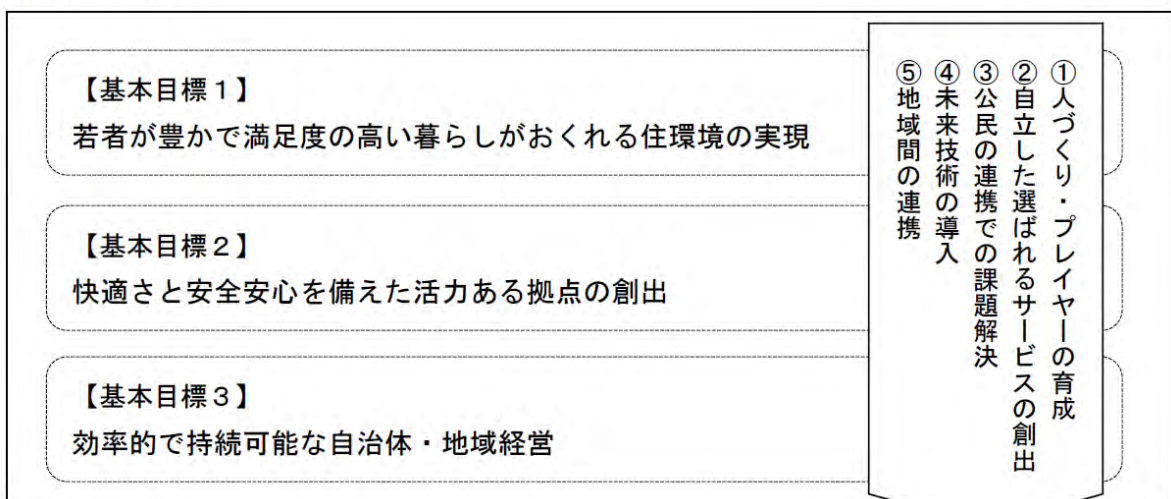 【基本目標１】
若者が豊かで満足度の高い暮らしがおくれる住環境の実現
【基本目標２】
快適さと安全安心を備えた活力ある拠点の創出
【基本目標３】
効率的で持続可能な自治体・地域経営
①人づくり・プレイヤーの育成
②自立した選ばれるサービスの創出
③公民の連携での課題解決
④未来技術の導入
⑤地域間の連携